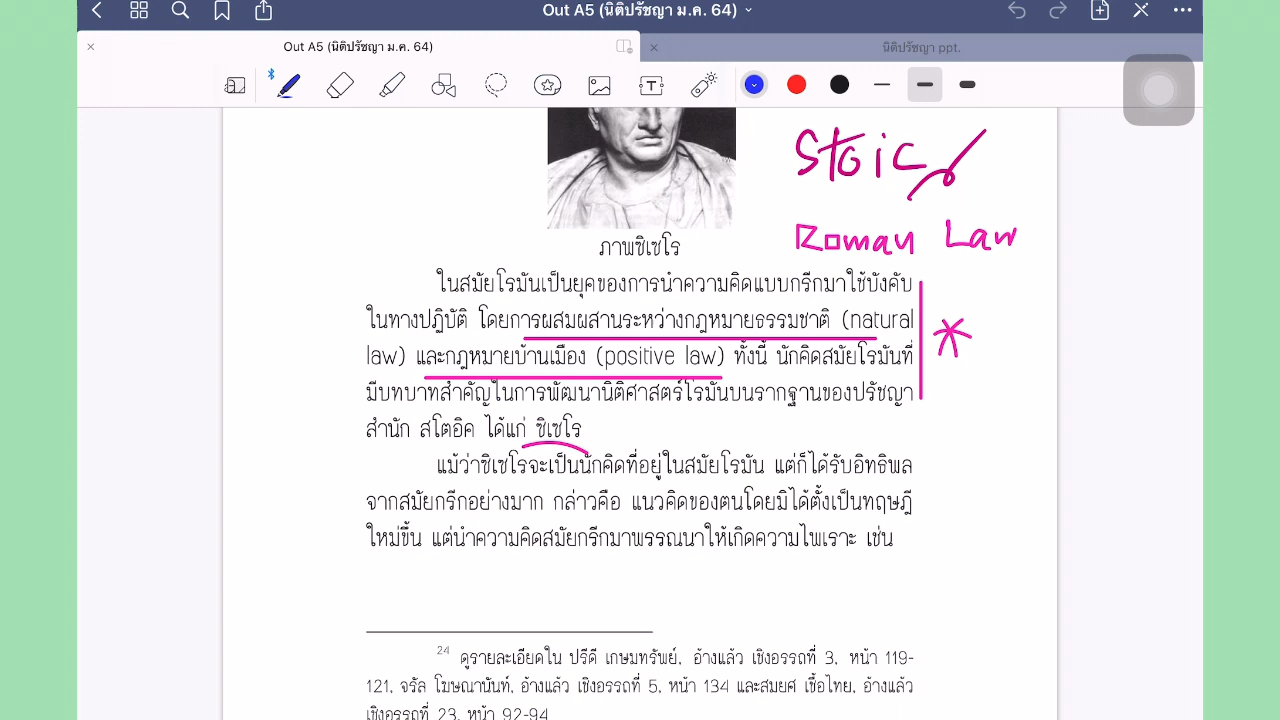 Out A5 (นิติปรัชญา ม.ค. 64)
Out A5 (นิติปรัชญา ม.ค. 64)
นิติปรัชญา ppt.
Stoic
Roman Law
ภาพซิเซโร
ในสมัยโรมันเป็นยุคของการนำความคิดแบบกรีกมาใช้บังคับ
ในทางปฏิบัติ โดยการผสมผสานระหว่างกฎหมายธรรมชาติ (natural
law) และกฎหมายบ้านเมือง (positive law) ทั้งนี้ นักคิดสมัยโรมันที่
มีบทบาทสำคัญในการพัฒนานิติศาสตร์โรมันบนรากฐานของปรัชญา
สำนัก สโตอิค ได้แก่ ซิเซโร
แม้ว่าซิเซโรจะเป็นนักคิดที่อยู่ในสมัยโรมัน แต่ก็ได้รับอิทธิพล
จากสมัยกรีกอย่างมาก กล่าวคือ แนวคิดของตนโดยมิได้ตั้งเป็นทฤษฎี
ใหม่ขึ้น แต่นำความคิดสมัยกรีกมาพรรณนาให้เกิดความไพเราะ เช่น
24 ดูรายละเอียดใน ปรีดี เกษมทรัพย์, อ้างแล้ว เชิงอรรถที่ 3, หน้า 119-
121, จรัล โฆษณานันท์, อ้างแล้ว เชิงอรรถที่ 5, หน้า 134 และสมยศ เชื้อไทย, อ้างแล้ว
เชิงอรรถที่ 23, หน้า 92-94